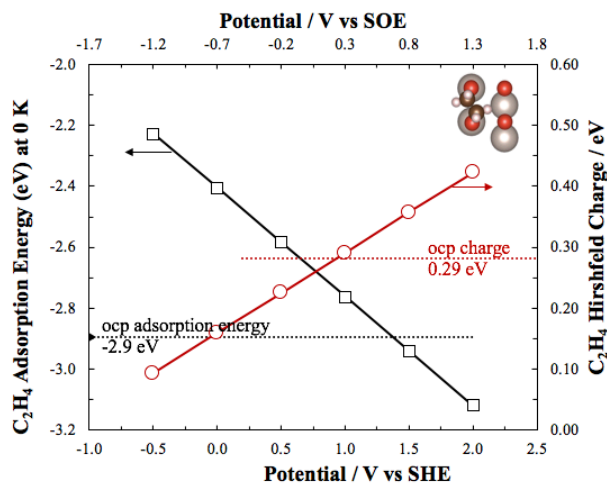 Potential / V vs SOE
-1.7 -1.2 -0.7 -0.2 0.3 0.8 1.3 1.8
C₂H₄ Adsorption Energy (eV) at 0 K
-2.0
-2.2
-2.4
-2.6
-2.8
-3.0
-3.2
ocp charge
0.29 eV
ocp adsorption energy
-2.9 eV
0.60
0.50
0.40
0.30
0.20
0.10
0.00
C₂H₄ Hirshfeld Charge / eV
-1.0 -0.5 0.0 0.5 1.0 1.5 2.0 2.5
Potential / V vs SHE